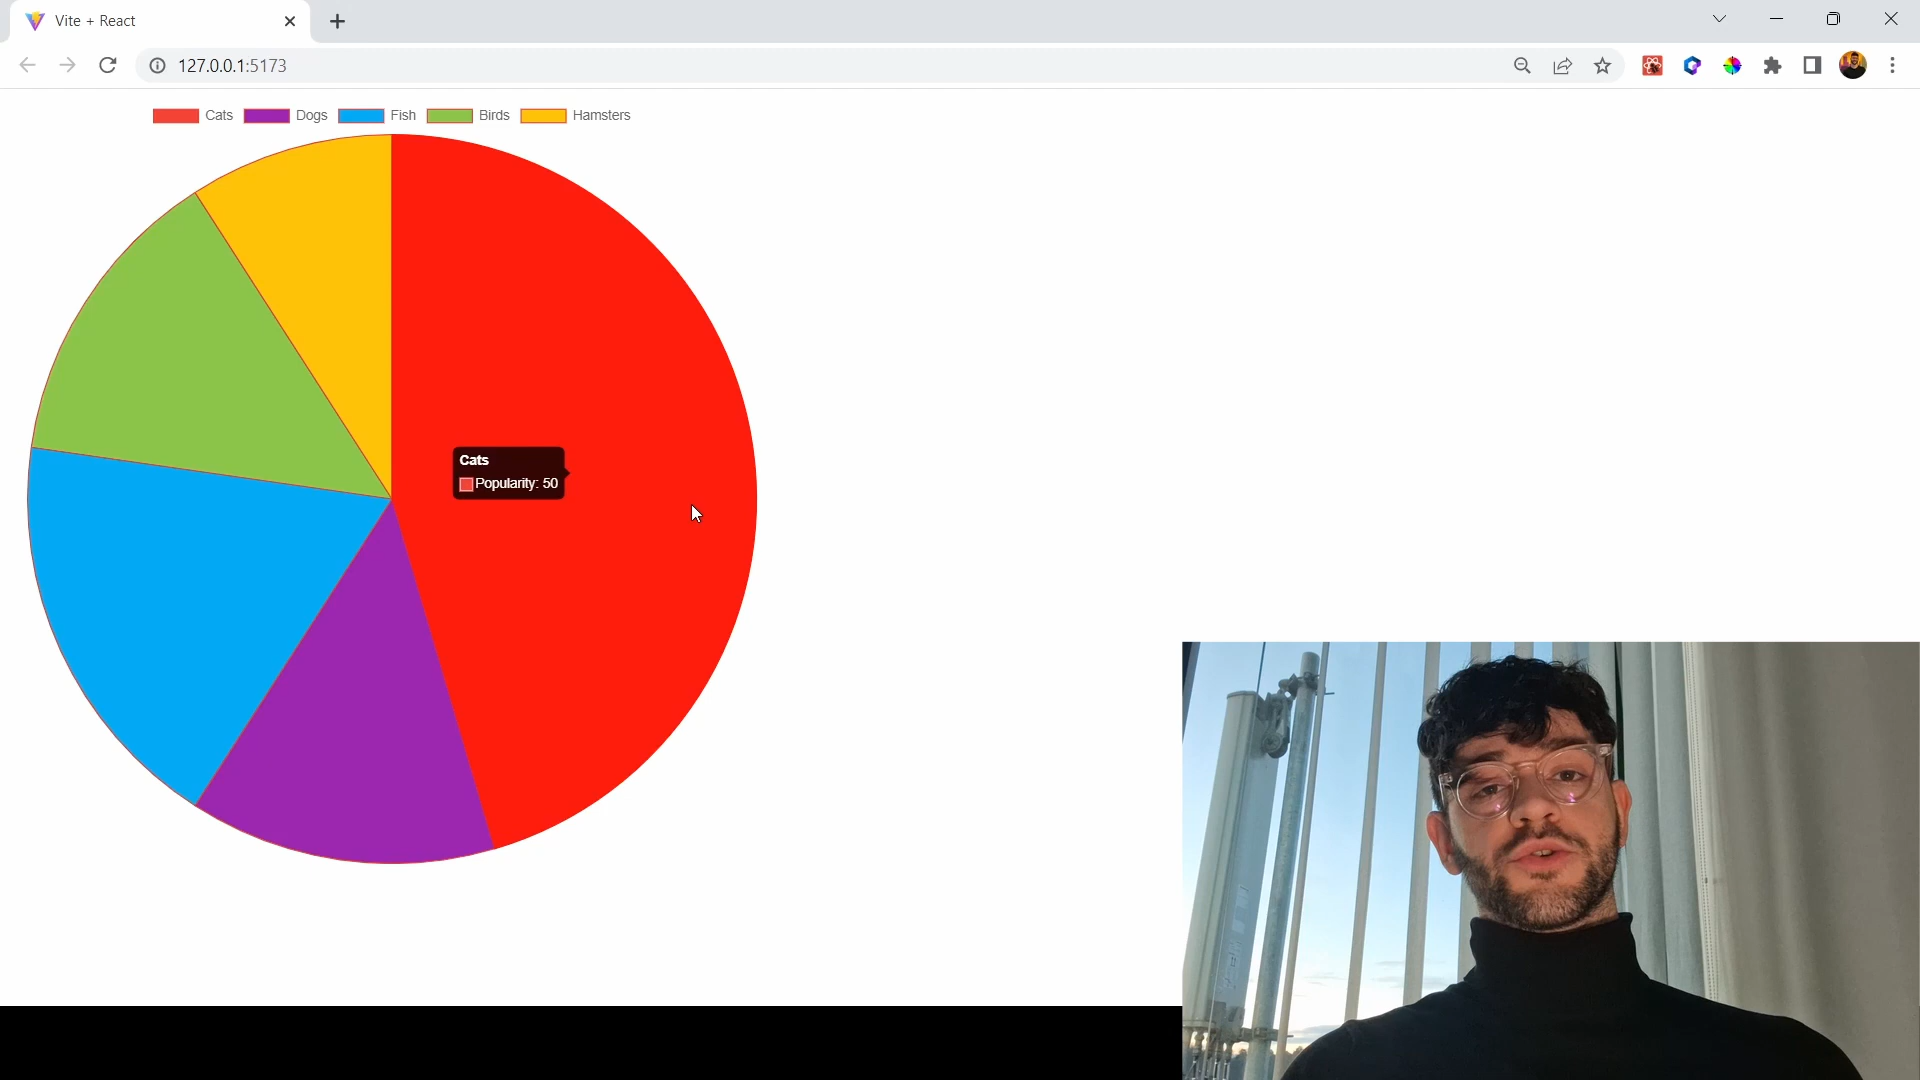 Vite + React
127.0.0.1:5173
Cats Dogs Fish Birds Hamsters
Cats
Popularity: 50